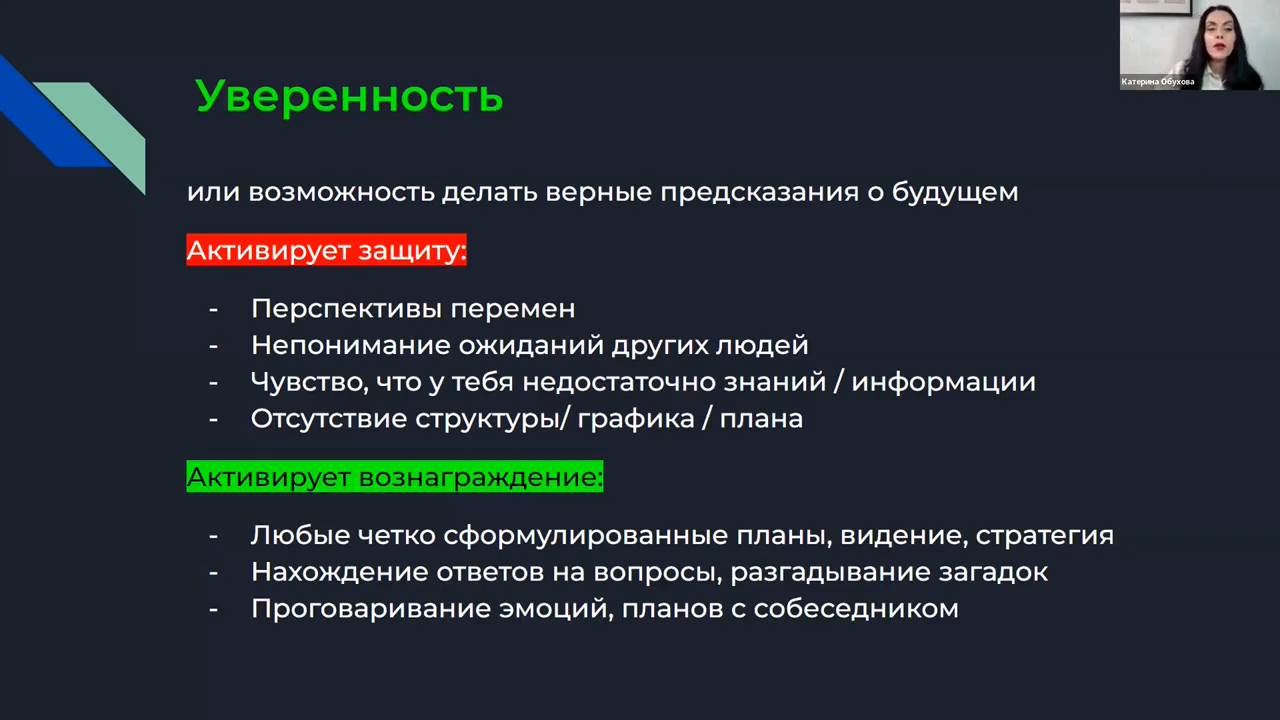 Катерина Обухова
Уверенность
или возможность делать верные предсказания о будущем
Активирует защиту:
- Перспективы перемен
- Непонимание ожиданий других людей
- Чувство, что у тебя недостаточно знаний / информации
- Отсутствие структуры/ графика / плана
Активирует вознаграждение:
- Любые четко сформулированные планы, видение, стратегия
- Нахождение ответов на вопросы, разгадывание загадок
- Проговаривание эмоций, планов с собеседником